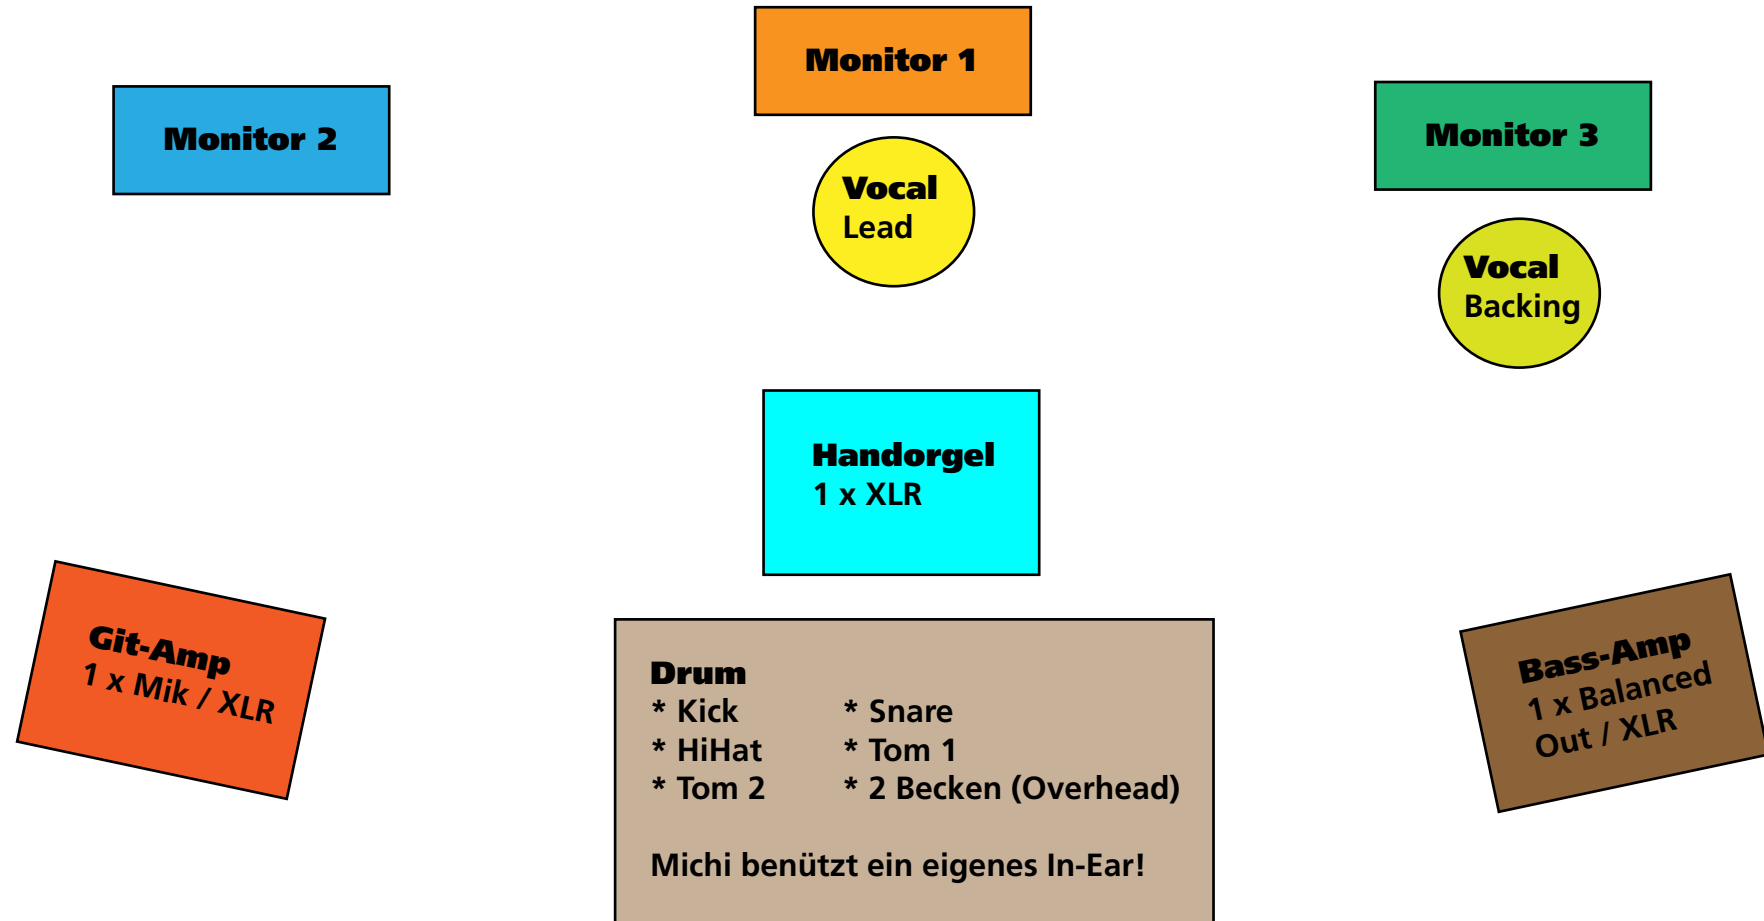 Monitor 1
Monitor 2
Monitor 3
Vocal
Lead
Vocal
Backing
Handorgel
1 x XLR
Git-Amp
1 x Mik / XLR
Drum
* Kick * Snare
* HiHat * Tom 1
* Tom 2 * 2 Becken (Overhead)
Michi benützt ein eigenes In-Ear!
Bass-Amp
1 x Balanced
Out / XLR